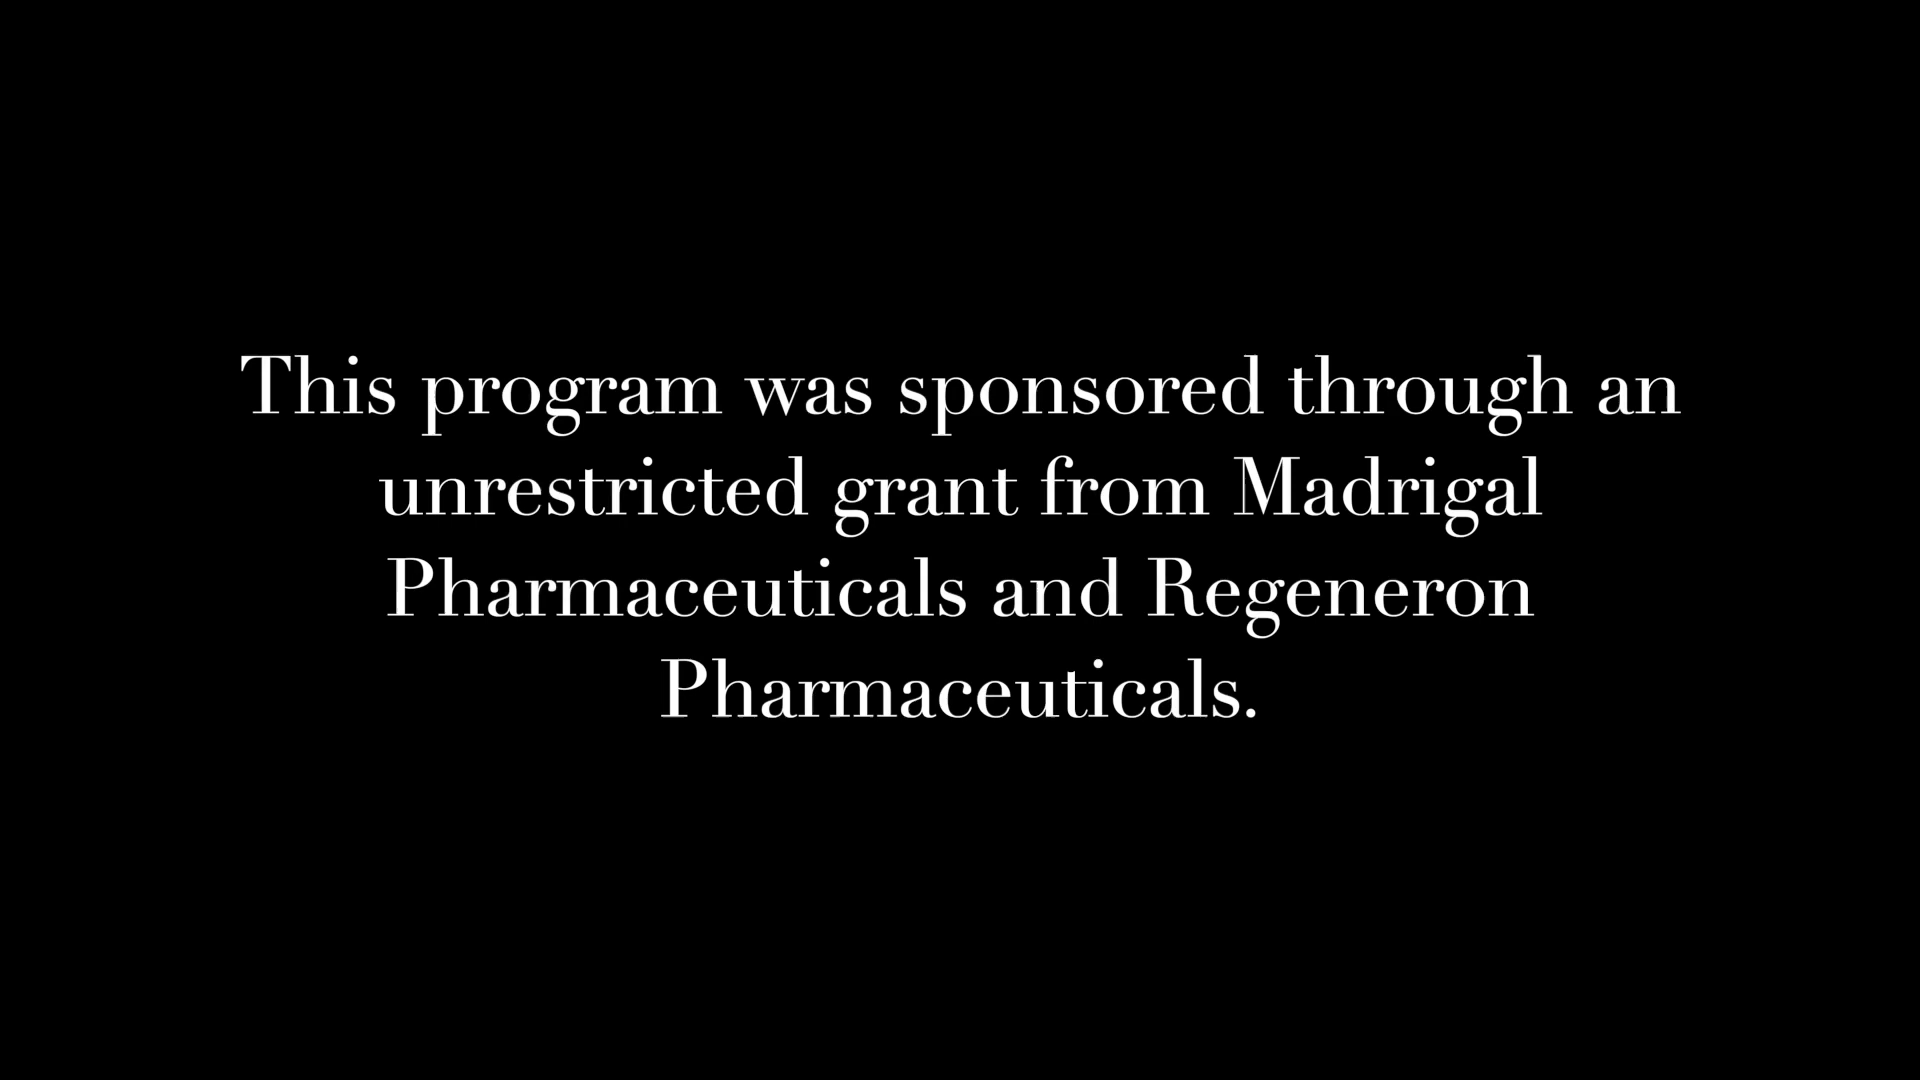 This program was sponsored through an
unrestricted grant from Madrigal
Pharmaceuticals and Regeneron
Pharmaceuticals.